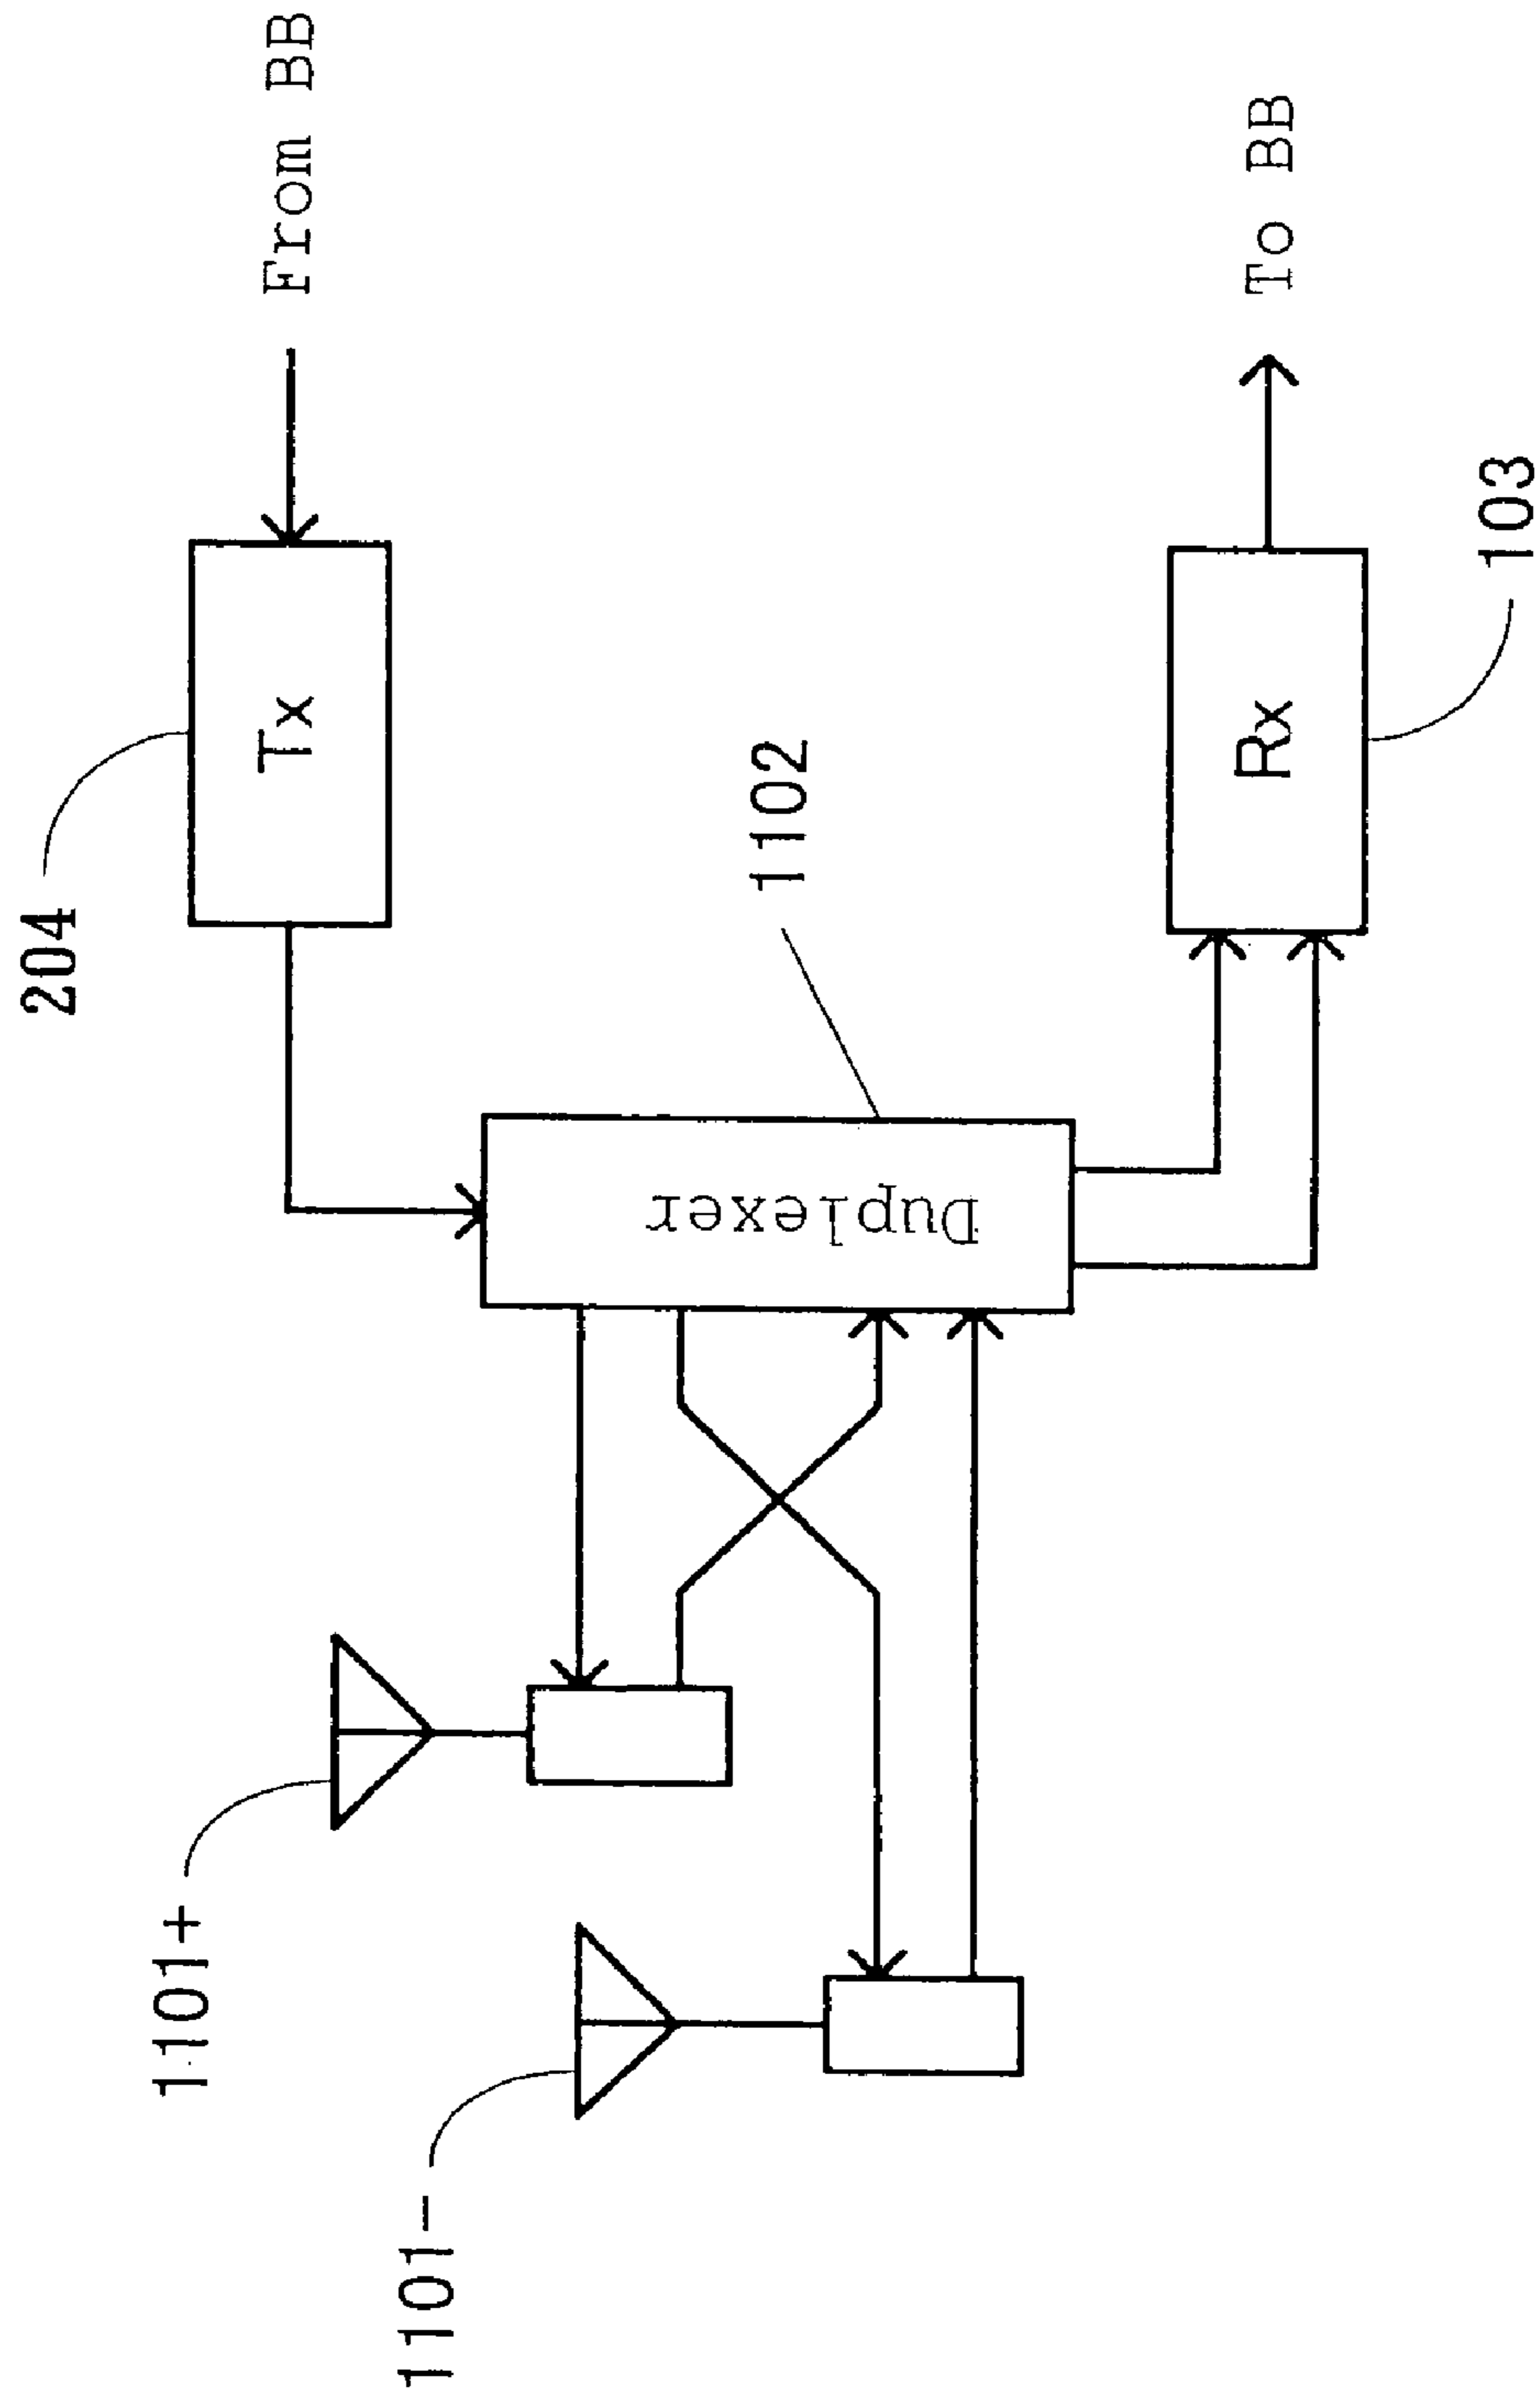 204
From BB
Tx
1101+
1101-
1102
Duplexer
Rx
To BB
103